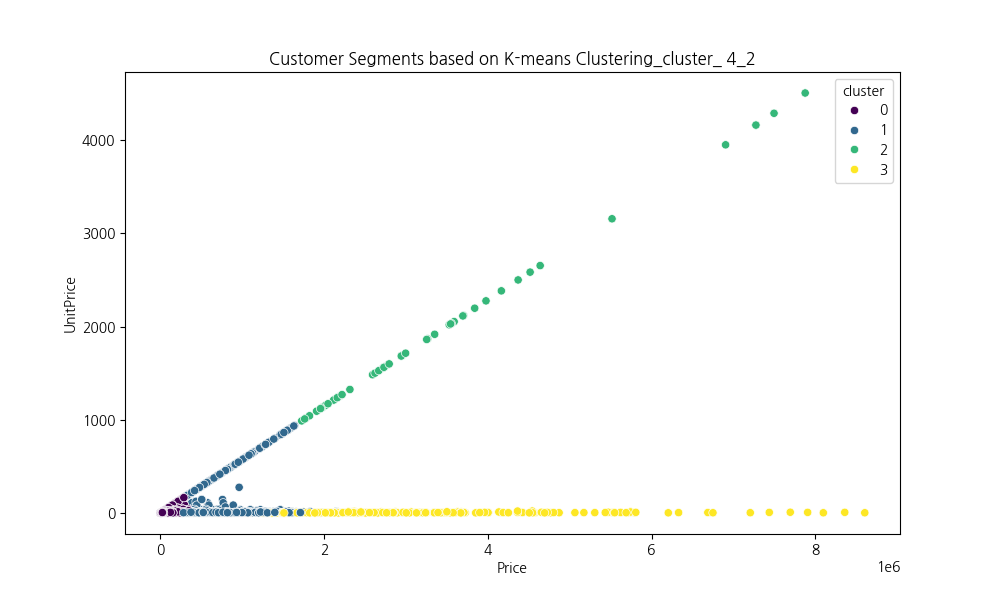 Customer Segments based on K-means Clustering_cluster_ 4_2
cluster
0
1
2
3
UnitPrice
4000
3000
2000
1000
0
0 2 4 6 8
1e6
Price